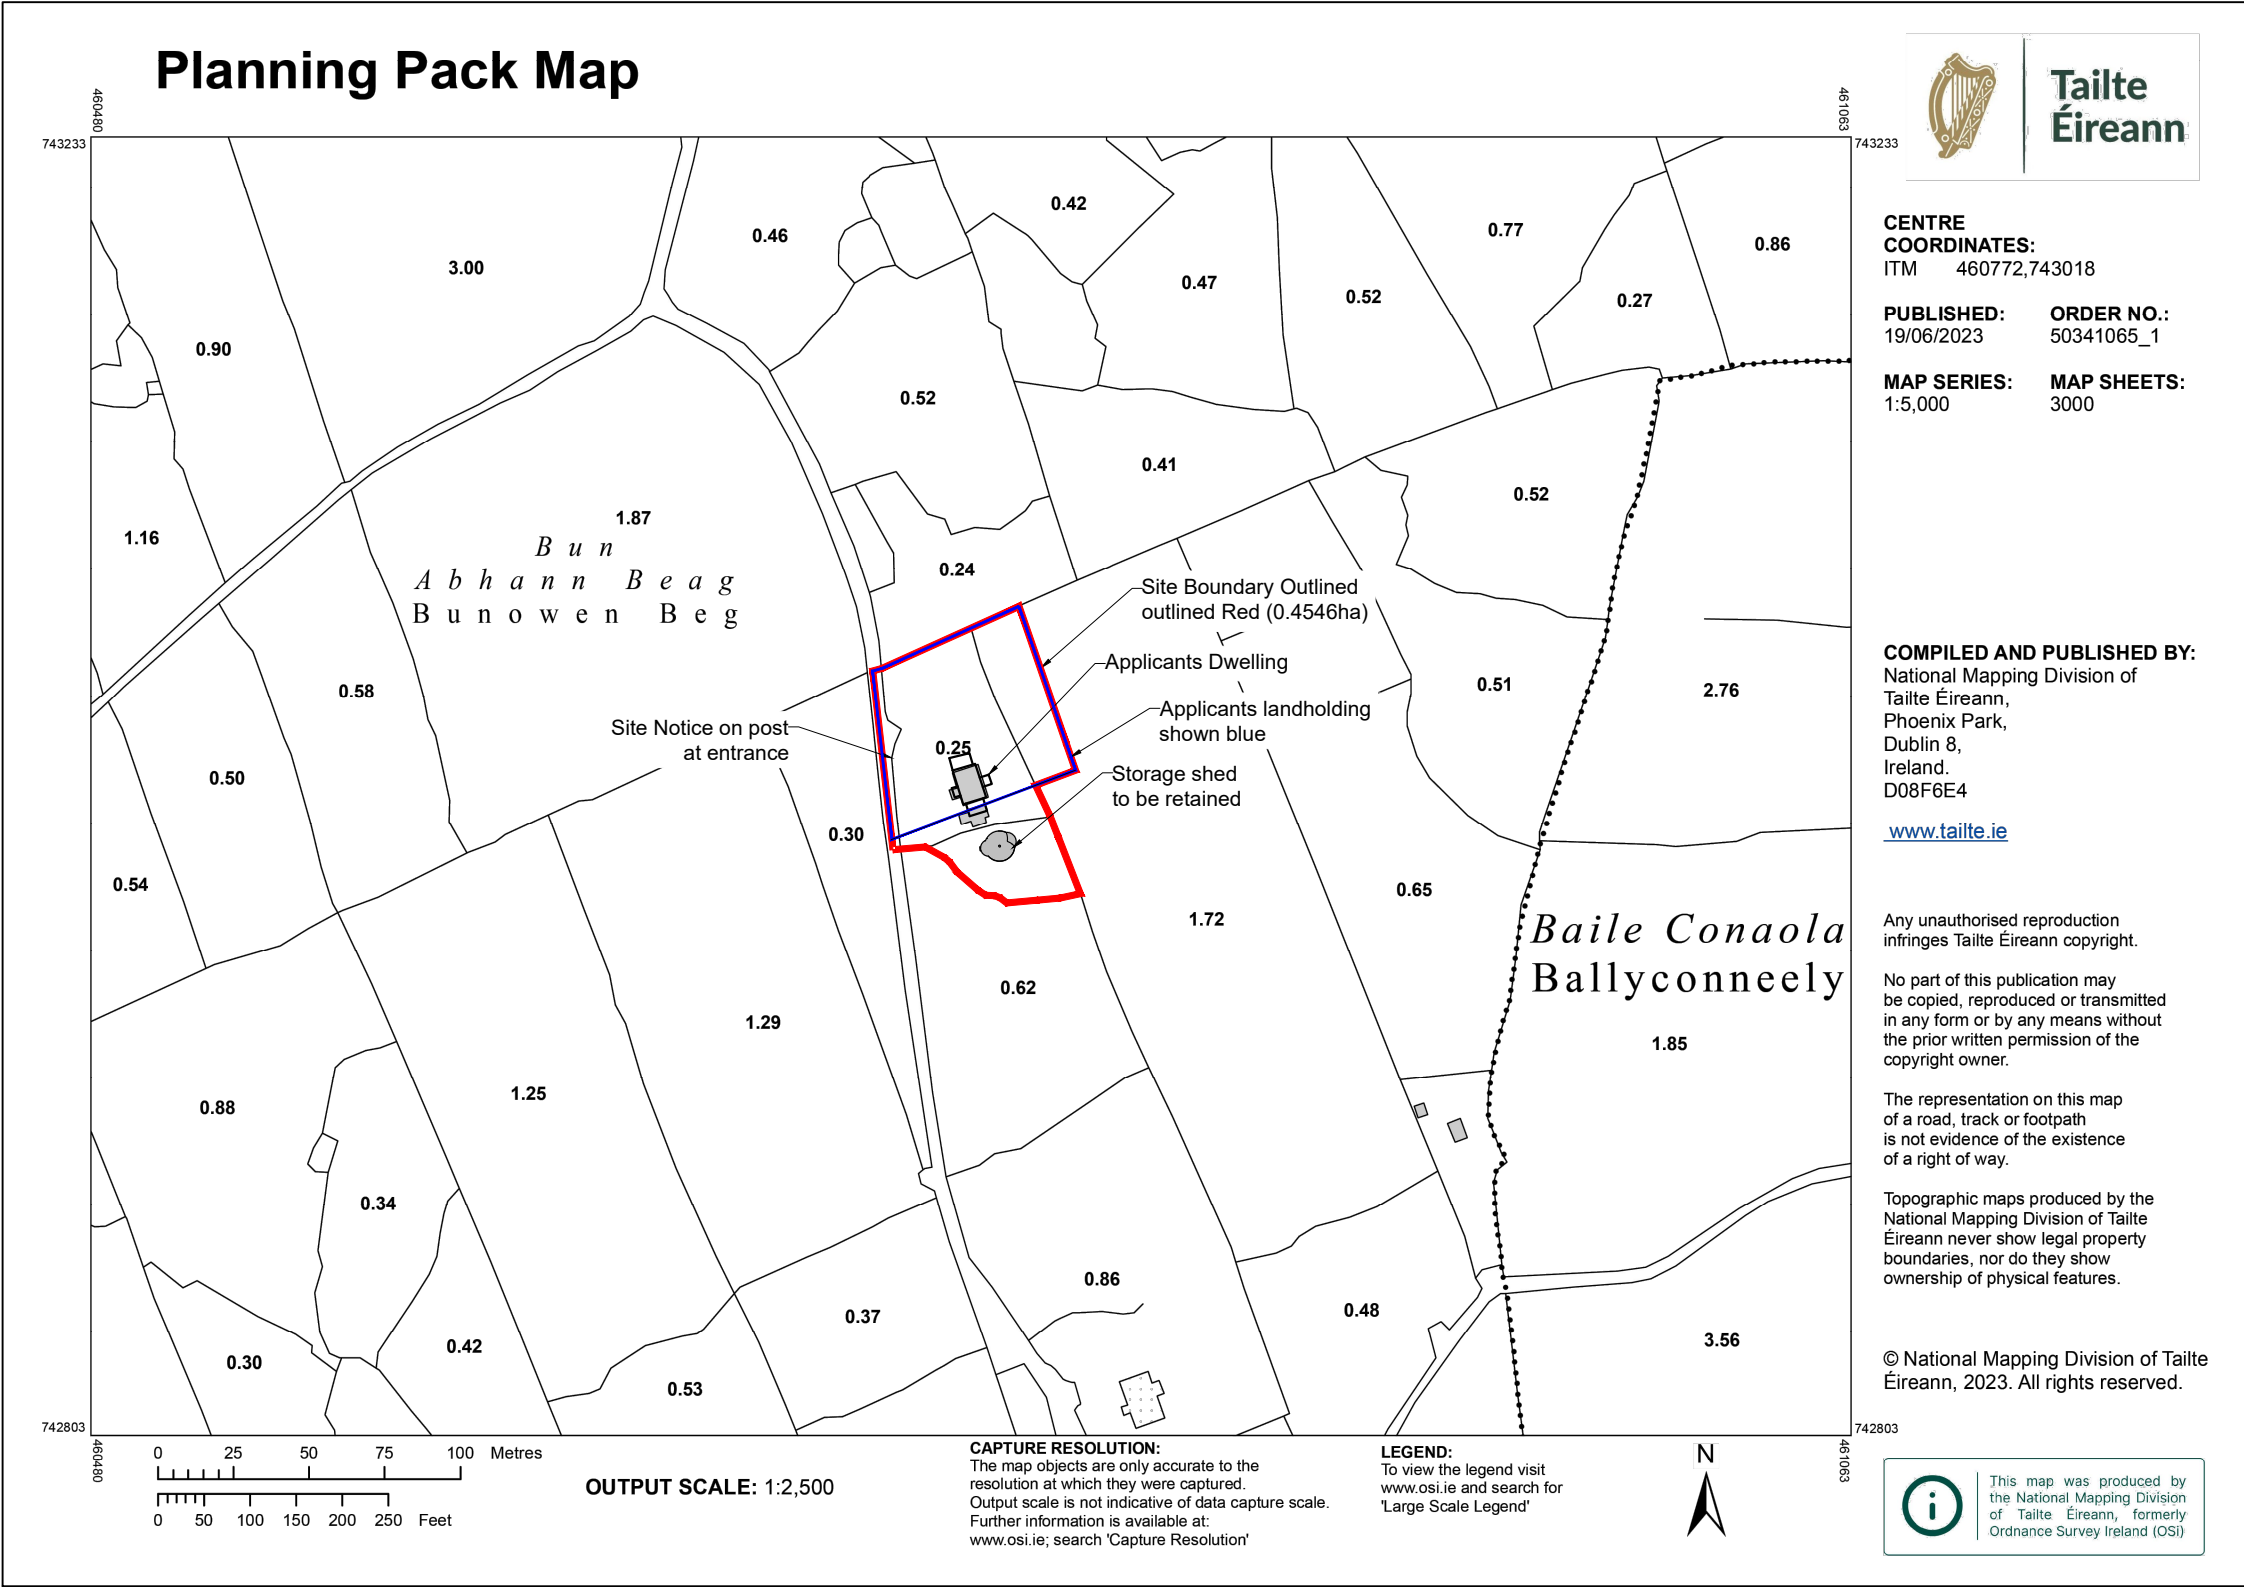 Planning Pack Map
Tailte
Éireann
460480
461063
743233
743233
CENTRE
COORDINATES:
ITM 460772,743018
PUBLISHED: ORDER NO.:
19/06/2023 50341065_1
MAP SERIES: MAP SHEETS:
1:5,000 3000
COMPILED AND PUBLISHED BY:
National Mapping Division of
Tailte Éireann,
Phoenix Park,
Dublin 8,
Ireland.
D08F6E4
www.tailte.ie
Any unauthorised reproduction
infringes Tailte Éireann copyright.
No part of this publication may
be copied, reproduced or transmitted
in any form or by any means without
the prior written permission of the
copyright owner.
The representation on this map
of a road, track or footpath
is not evidence of the existence
of a right of way.
Topographic maps produced by the
National Mapping Division of Tailte
Éireann never show legal property
boundaries, nor do they show
ownership of physical features.
© National Mapping Division of Tailte
Éireann, 2023. All rights reserved.
0.42
0.46
0.77
0.86
3.00
0.47
0.52
0.27
0.90
0.52
0.41
0.52
1.87
1.16
Bun
Abhann Beag
Bunowen Beg
0.24
Site Boundary Outlined
outlined Red (0.4546ha)
Applicants Dwelling
0.58
0.51
2.76
Applicants landholding
shown blue
Site Notice on post
at entrance
0.25
Storage shed
to be retained
0.50
0.30
0.54
0.65
1.72
Baile Conaola
Ballyconneely
0.62
1.29
1.85
1.25
0.88
0.34
0.86
0.37
0.48
0.42
0.30
3.56
0.53
742803
742803
460480
461063
0 25 50 75 100 Metres
0 50 100 150 200 250 Feet
OUTPUT SCALE: 1:2,500
CAPTURE RESOLUTION:
The map objects are only accurate to the
resolution at which they were captured.
Output scale is not indicative of data capture scale.
Further information is available at:
www.osi.ie; search 'Capture Resolution'
LEGEND:
To view the legend visit
www.osi.ie and search for
'Large Scale Legend'
N
This map was produced by
the National Mapping Division
of Tailte Éireann, formerly
Ordnance Survey Ireland (OSi)